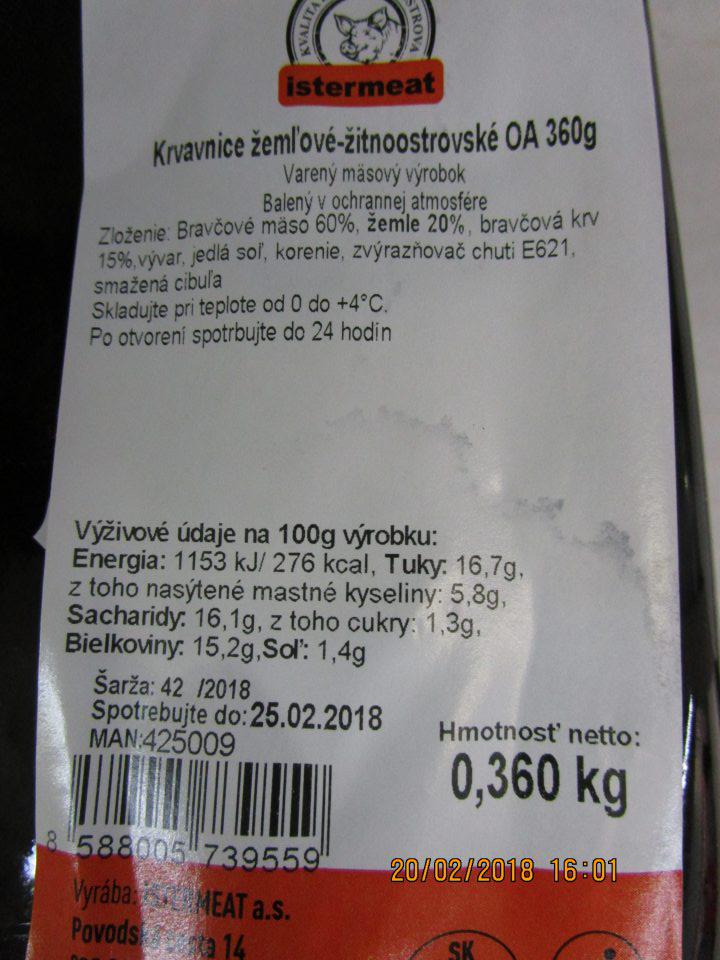 KVALITA
OSTROVA
istermeat
Krvavnice žemľové-žitnoostrovské OA 360g
Varený mäsový výrobok
Balený v ochrannej atmosfére
Zloženie: Bravčové mäso 60%, žemle 20%, bravčová krv
15%,vývar, jedlá soľ, korenie, zvýrazňovač chuti E621,
smažená cibuľa
Skladujte pri teplote od 0 do +4°C.
Po otvorení spotrbujte do 24 hodín
Výživové údaje na 100g výrobku:
Energia: 1153 kJ/ 276 kcal, Tuky: 16,7g,
z toho nasýtené mastné kyseliny: 5,8g,
Sacharidy: 16,1g, z toho cukry: 1,3g,
Bielkoviny: 15,2g,Soľ: 1,4g
Šarža: 42 /2018
Spotrebujte do:25.02.2018
MAN:425009
Hmotnosť netto:
0,360 kg
8 588005 739559
20/02/2018 16:01
Vyrába: ISTERMEAT a.s.
Povodská cesta 14
SK